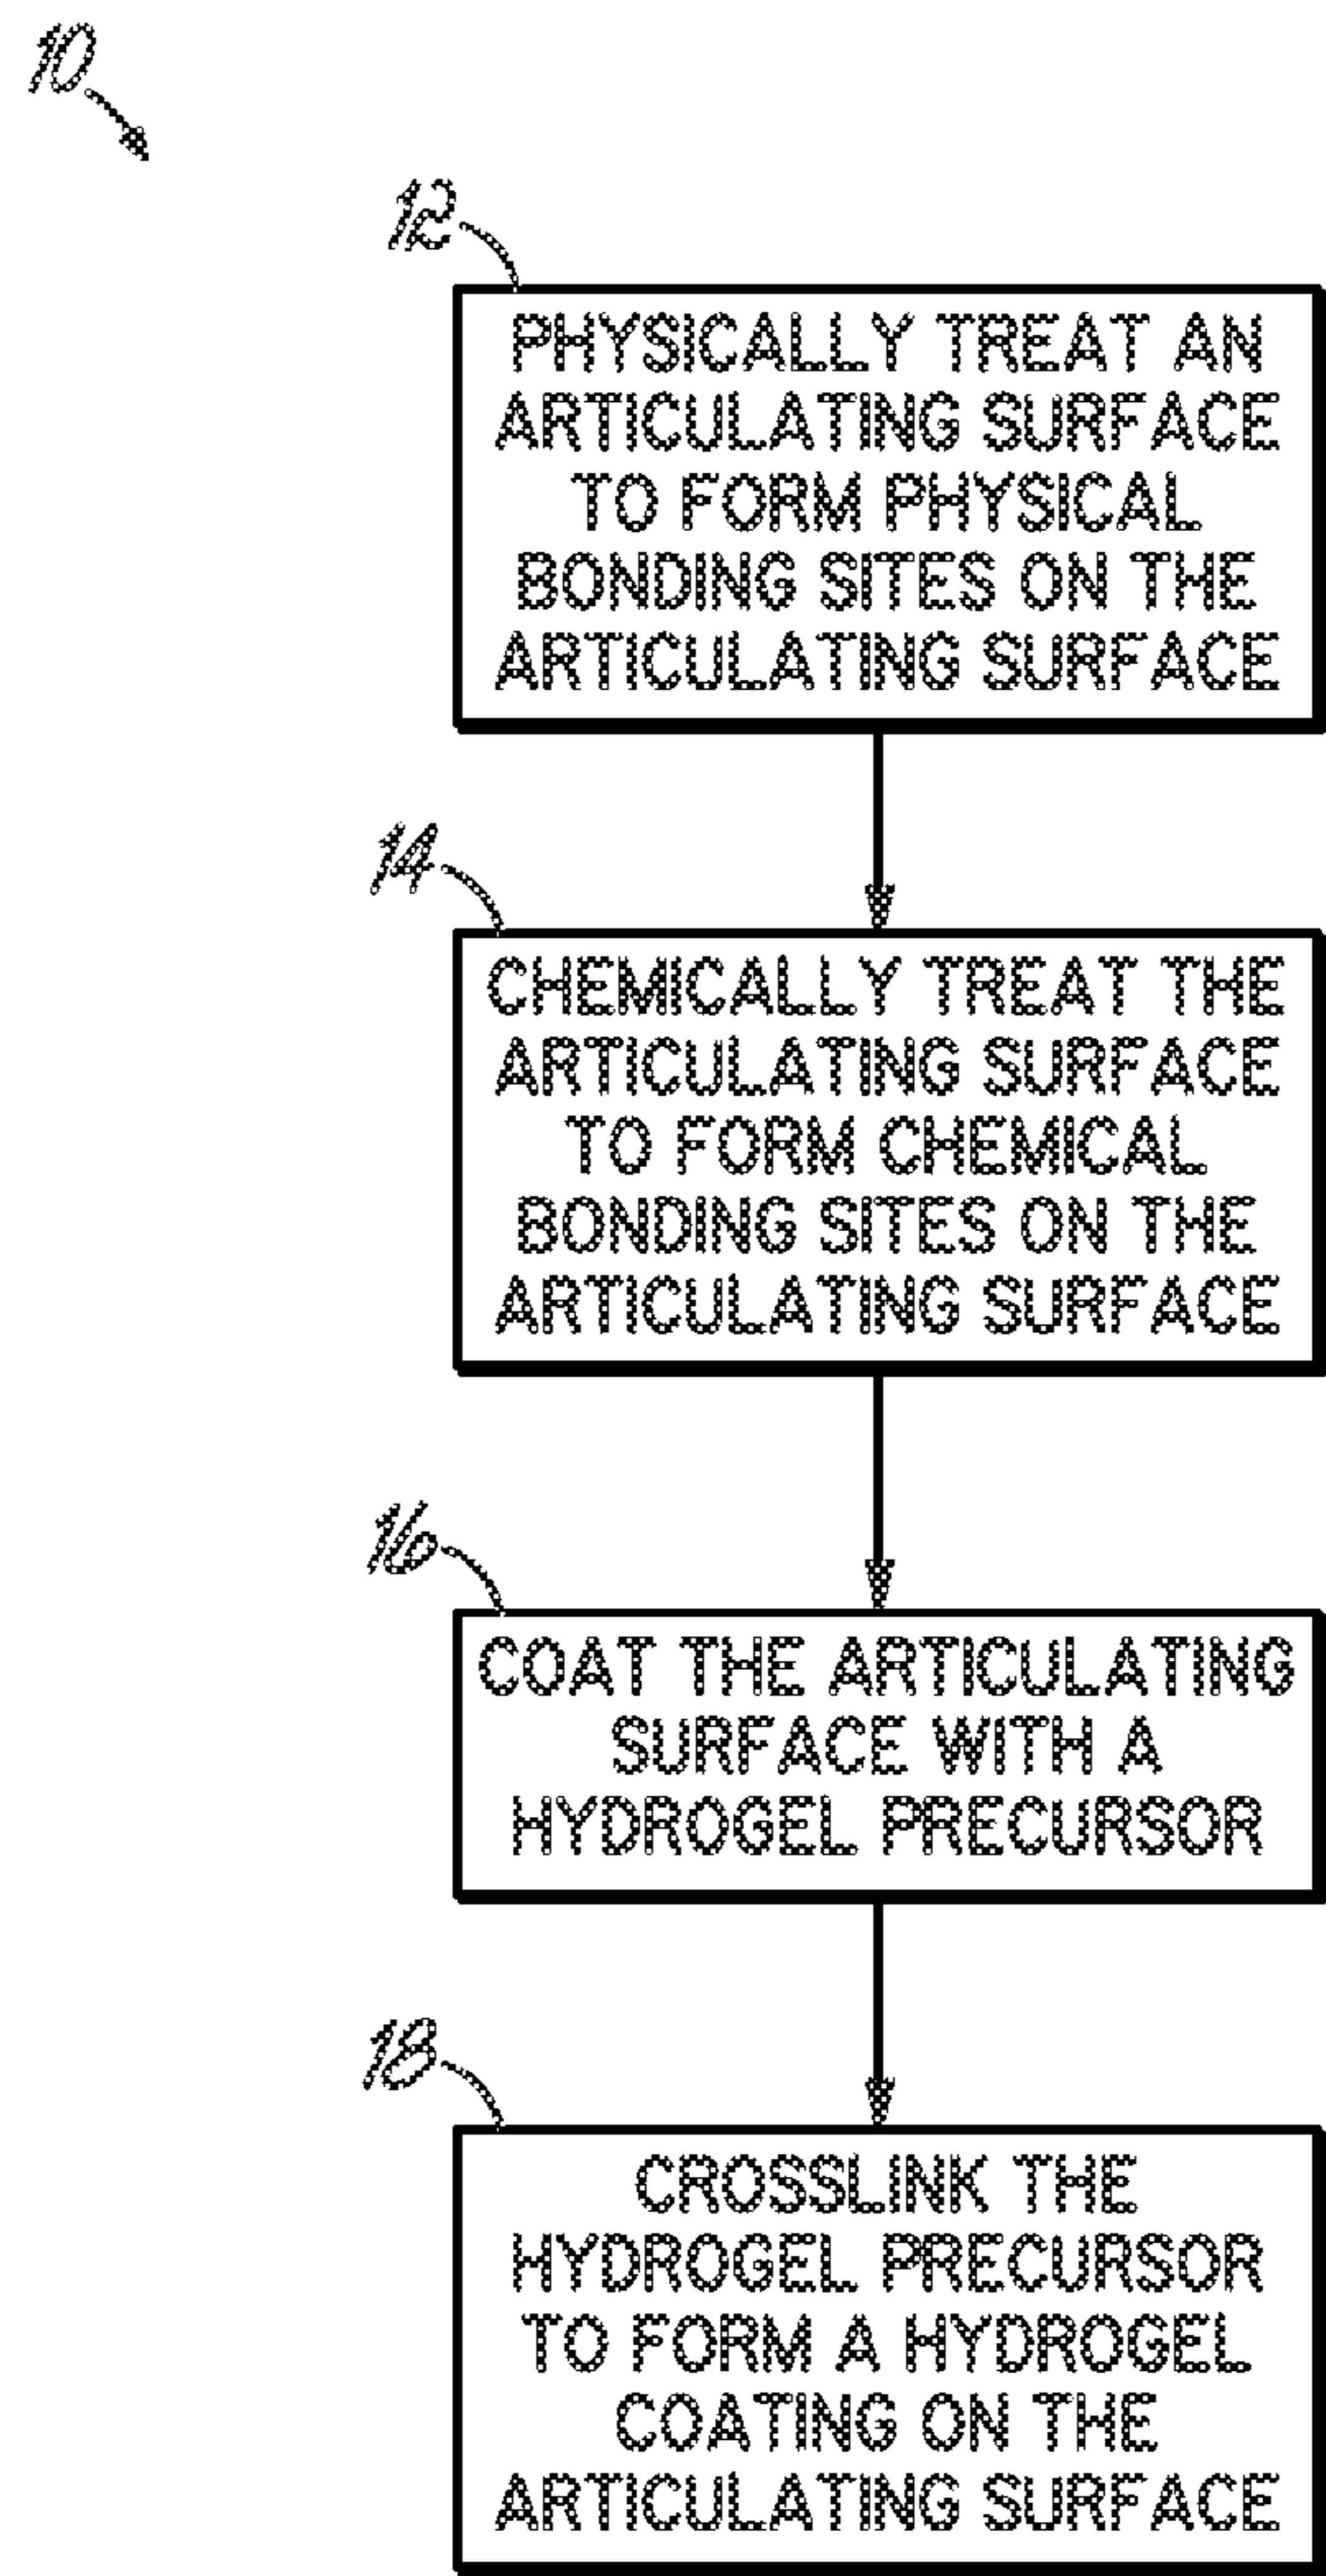 10
12
PHYSICALLY TREAT AN
ARTICULATING SURFACE
TO FORM PHYSICAL
BONDING SITES ON THE
ARTICULATING SURFACE
14
CHEMICALLY TREAT THE
ARTICULATING SURFACE
TO FORM CHEMICAL
BONDING SITES ON THE
ARTICULATING SURFACE
16
COAT THE ARTICULATING
SURFACE WITH A
HYDROGEL PRECURSOR
18
CROSSLINK THE
HYDROGEL PRECURSOR
TO FORM A HYDROGEL
COATING ON THE
ARTICULATING SURFACE